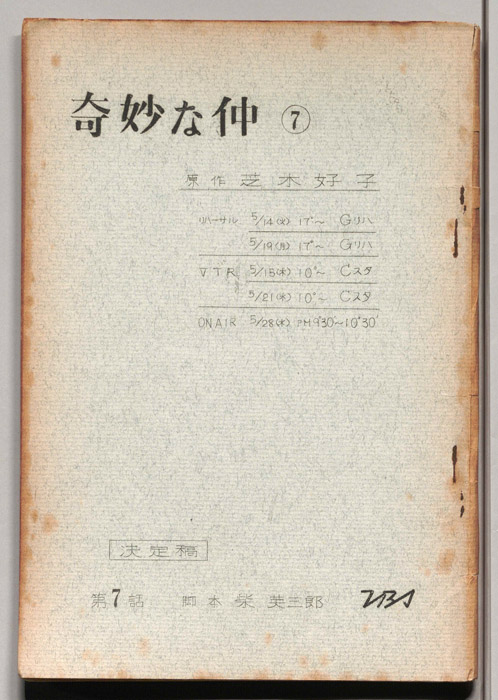 奇妙な仲 ⑦
原作 芝木好子
リハーサル 5/14(水) 17°〜 Gリハ
5/19(月) 17°〜 Gリハ
VTR 5/15(木) 10°〜 Cスタ
5/21(水) 10°〜 Cスタ
ON AIR 5/28(水) PM9°30′〜10°30′
決定稿
第7話 脚本 柴英三郎 TBS